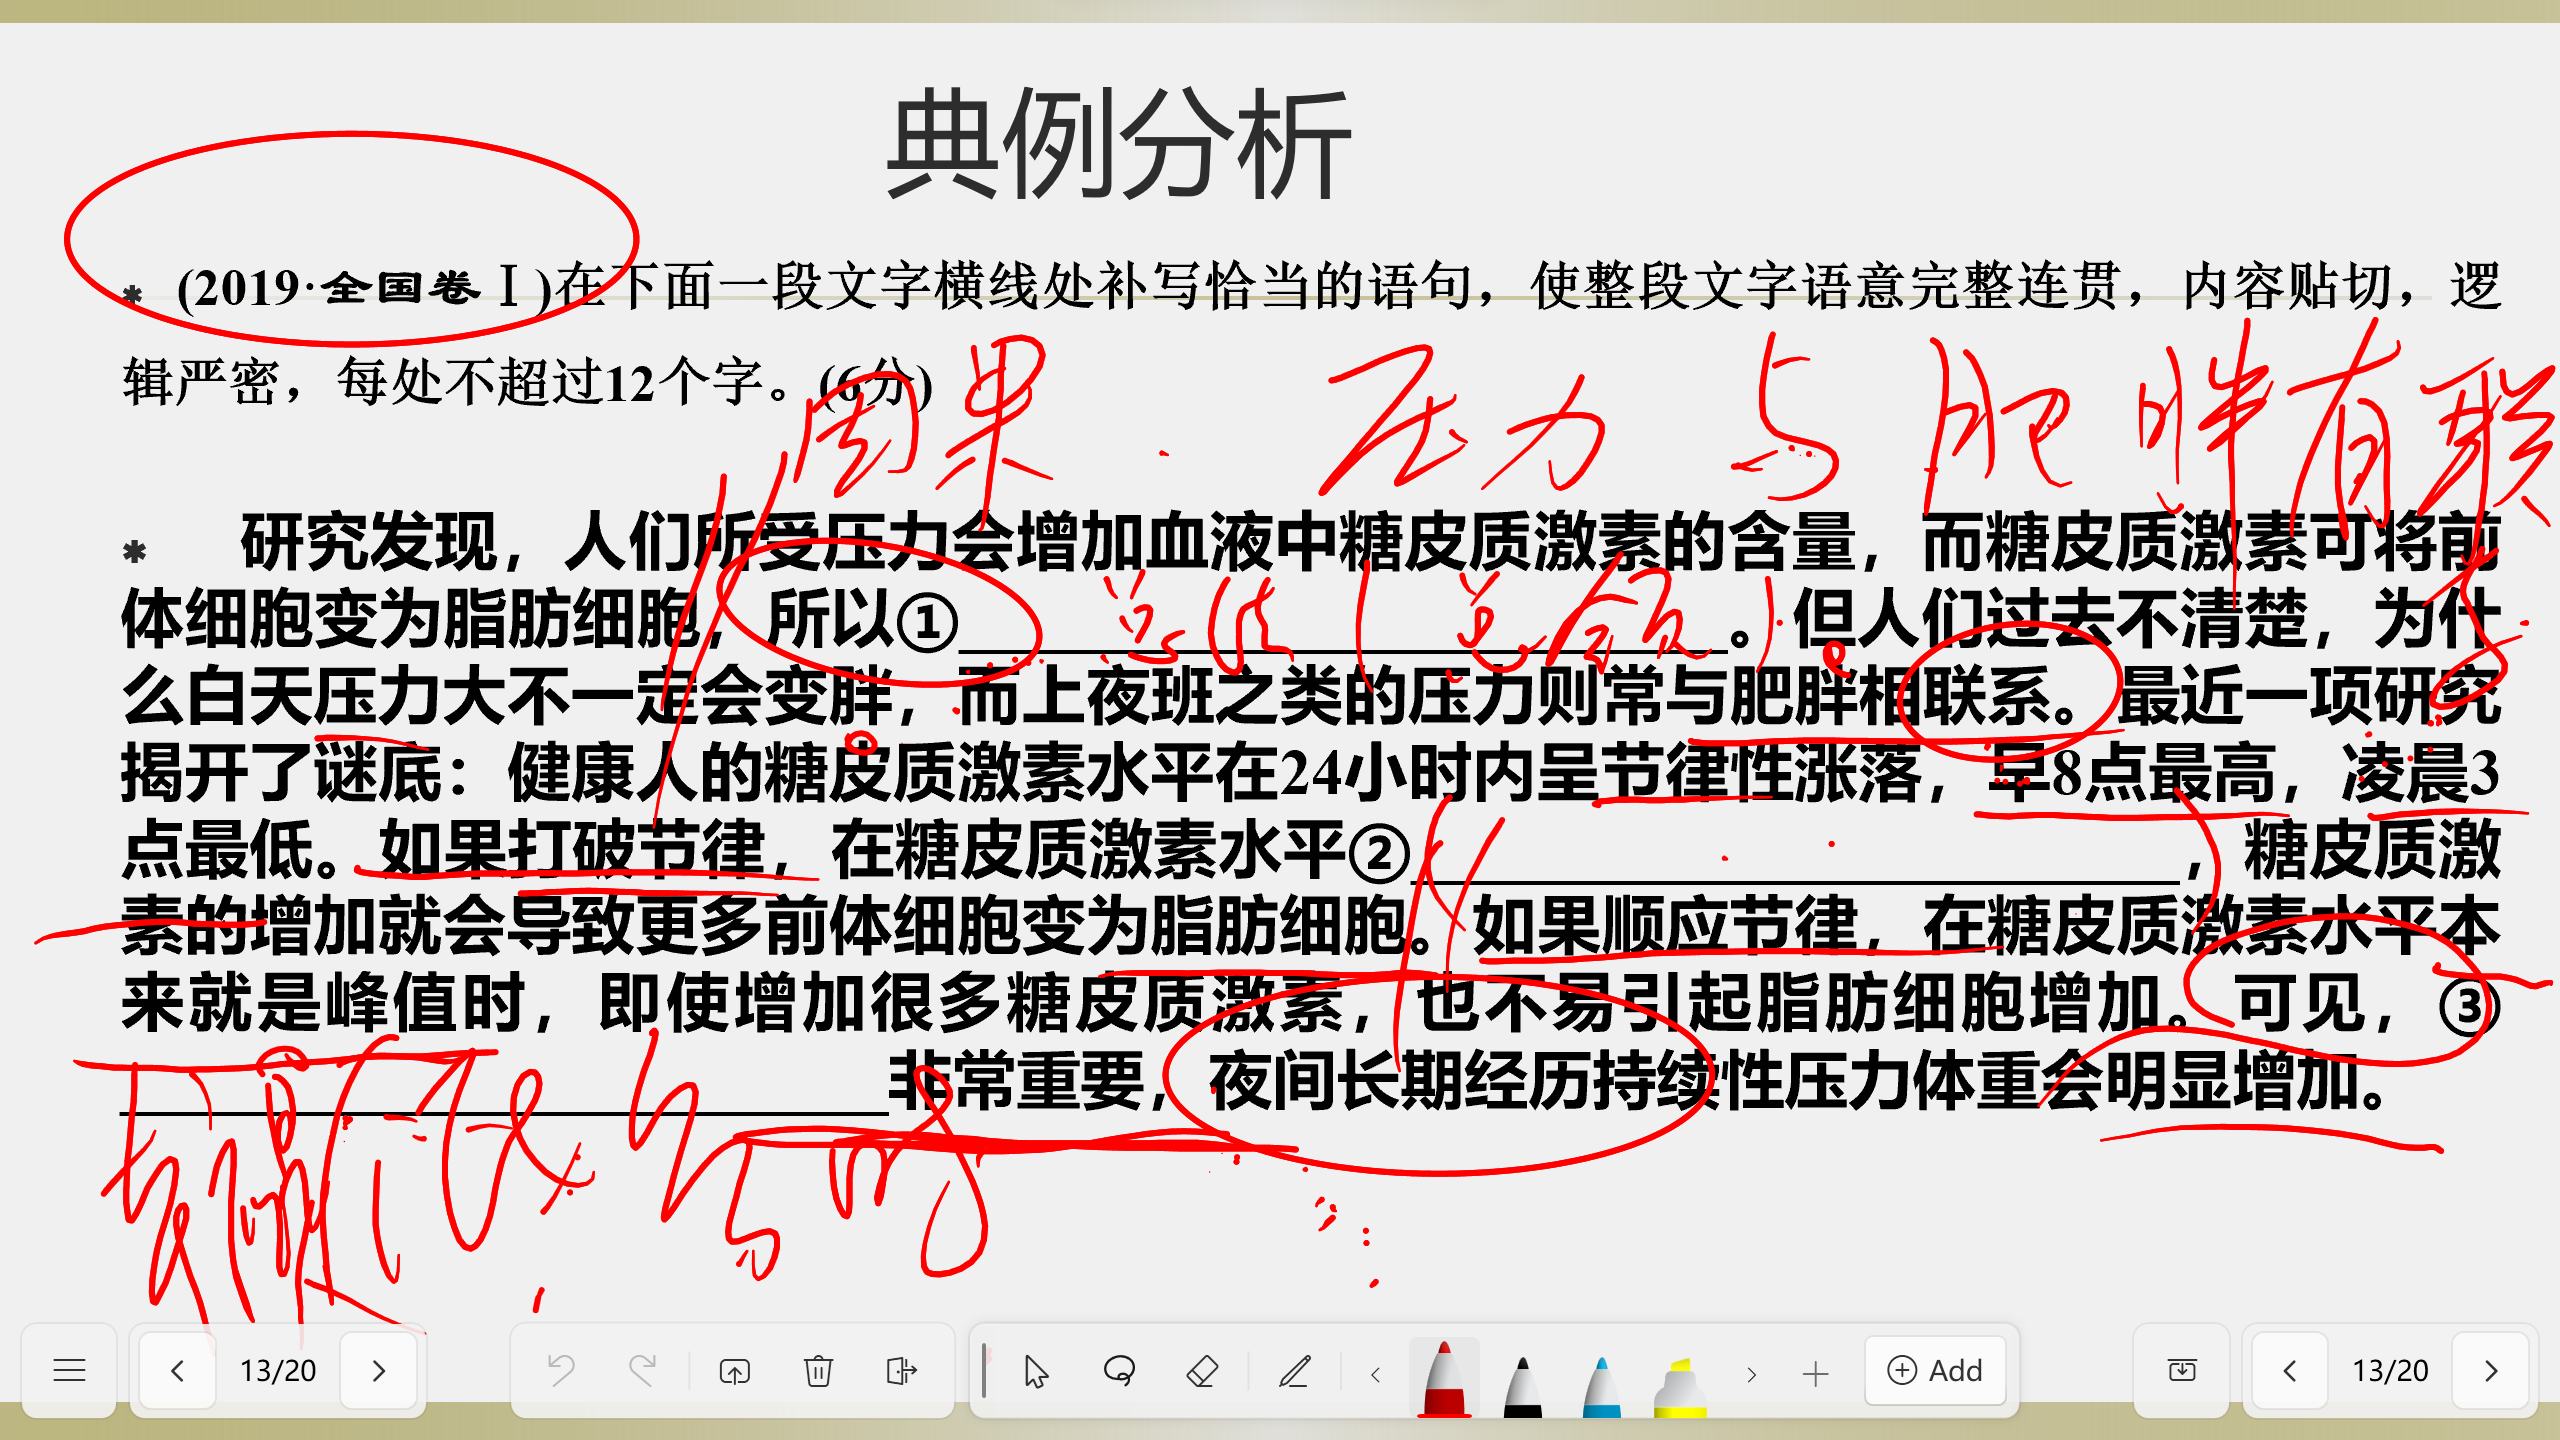 典例分析
(2019·全国卷Ⅰ)在下面一段文字横线处补写恰当的语句，使整段文字语意完整连贯，内容贴切，逻
辑严密，每处不超过12个字。(6分)
因果 压力与肥胖有联系
研究发现，人们所受压力会增加血液中糖皮质激素的含量，而糖皮质激素可将前
体细胞变为脂肪细胞，所以①____________。但人们过去不清楚，为什
么白天压力大不一定会变胖，而上夜班之类的压力则常与肥胖相联系。最近一项研究
揭开了谜底：健康人的糖皮质激素水平在24小时内呈节律性涨落，早8点最高，凌晨3
点最低。如果打破节律，在糖皮质激素水平②____________，糖皮质激
素的增加就会导致更多前体细胞变为脂肪细胞。如果顺应节律，在糖皮质激素水平本
来就是峰值时，即使增加很多糖皮质激素，也不易引起脂肪细胞增加。可见，③
____________非常重要，夜间长期经历持续性压力体重会明显增加。
13/20
Add
13/20